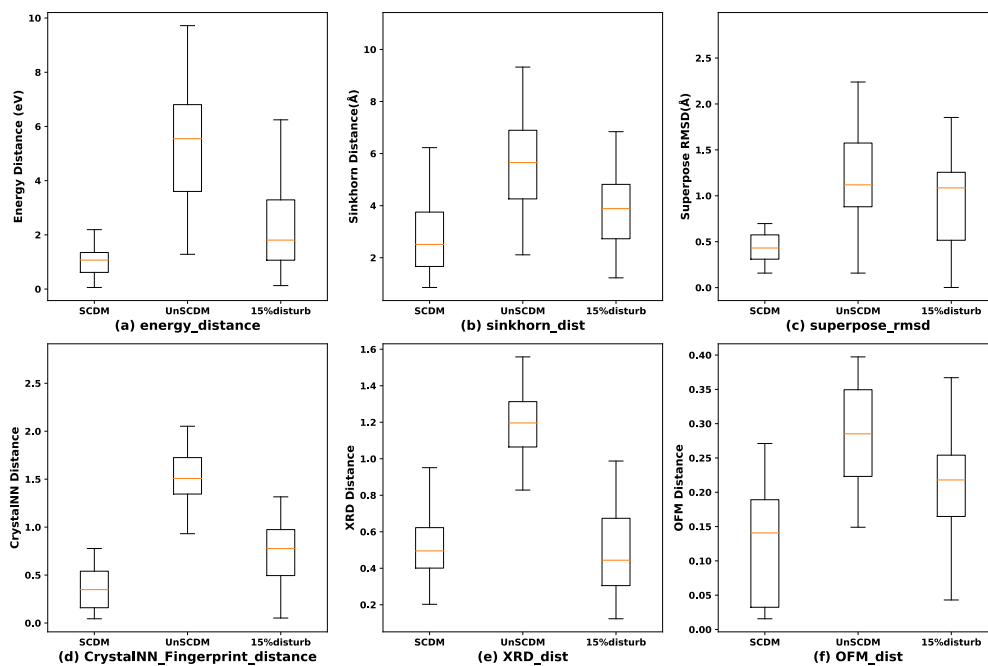 Energy Distance (eV)
10
8
6
4
2
0
SCDM UnSCDM 15%disturb
(a) energy_distance
Sinkhorn Distance(Å)
10
8
6
4
2
SCDM UnSCDM 15%disturb
(b) sinkhorn_dist
Superpose RMSD(Å)
2.5
2.0
1.5
1.0
0.5
0.0
SCDM UnSCDM 15%disturb
(c) superpose_rmsd
CrystalNN Distance
2.5
2.0
1.5
1.0
0.5
0.0
SCDM UnSCDM 15%disturb
(d) CrystalNN_Fingerprint_distance
XRD Distance
1.6
1.4
1.2
1.0
0.8
0.6
0.4
0.2
SCDM UnSCDM 15%disturb
(e) XRD_dist
OFM Distance
0.40
0.35
0.30
0.25
0.20
0.15
0.10
0.05
0.00
SCDM UnSCDM 15%disturb
(f) OFM_dist